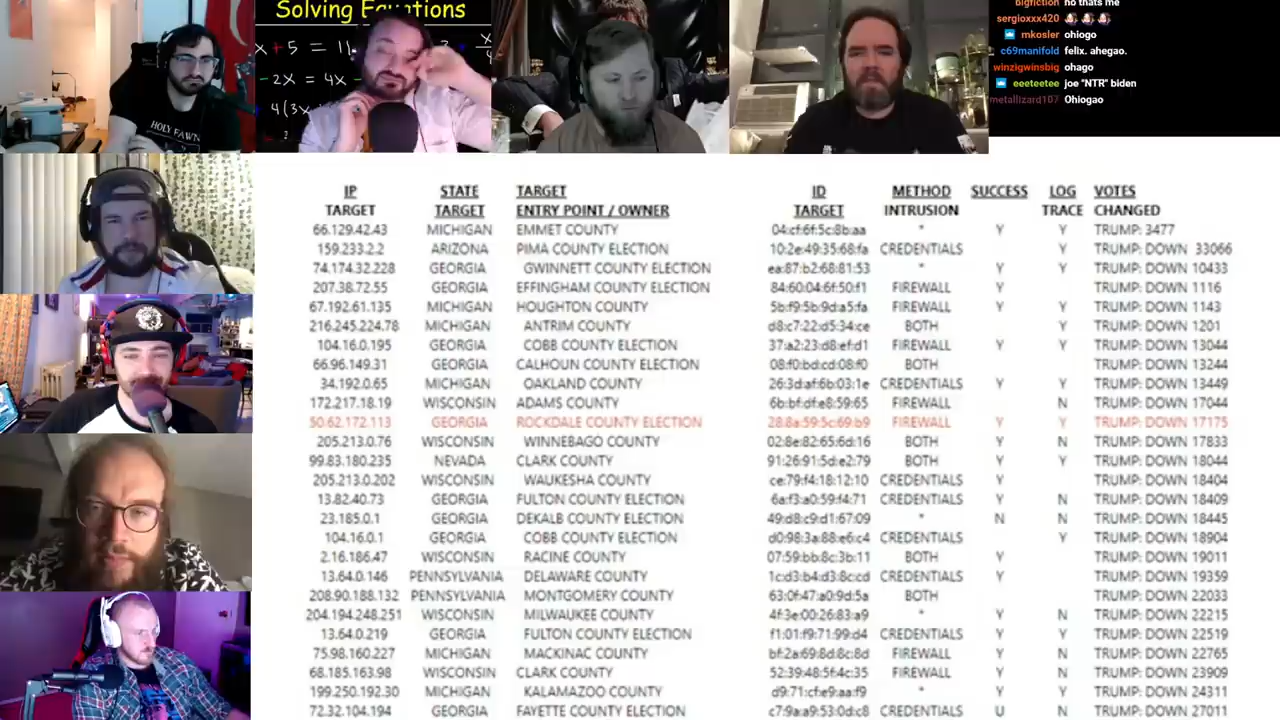 Solving Equations
x + 5 = 11
- 2X = 4X -
4(3x
HOLY FAWN
bigfiction no thats me
sergioxxx420
mkosler ohiogo
c69manifold felix. ahegao.
winzigwinsbig ohago
eeeteetee joe "NTR" biden
metallizard107 Ohiogao
IP STATE TARGET ID METHOD SUCCESS LOG VOTES
TARGET TARGET ENTRY POINT / OWNER TARGET INTRUSION TRACE CHANGED
66.129.42.43 MICHIGAN EMMET COUNTY 04:cf:6f:5c:8b:aa * Y Y TRUMP: 3477
159.233.2.2 ARIZONA PIMA COUNTY ELECTION 10:2e:49:35:68:fa CREDENTIALS Y TRUMP: DOWN 33066
74.174.32.228 GEORGIA GWINNETT COUNTY ELECTION ea:87:b2:68:81:53 * Y Y TRUMP: DOWN 10433
207.38.72.55 GEORGIA EFFINGHAM COUNTY ELECTION 84:60:04:6f:50:f1 FIREWALL Y Y TRUMP: DOWN 1116
67.192.61.135 MICHIGAN HOUGHTON COUNTY 5b:f9:5b:9d:a5:fa FIREWALL Y Y TRUMP: DOWN 1143
216.245.224.78 MICHIGAN ANTRIM COUNTY d8:c7:22:d5:34:ce BOTH Y TRUMP: DOWN 1201
104.16.0.195 GEORGIA COBB COUNTY ELECTION 37:a2:23:d8:ef:d1 FIREWALL Y Y TRUMP: DOWN 13044
66.96.149.31 GEORGIA CALHOUN COUNTY ELECTION 08:f0:bd:cd:08:f0 BOTH TRUMP: DOWN 13244
34.192.0.65 MICHIGAN OAKLAND COUNTY 26:3d:af:6b:03:1e CREDENTIALS Y Y TRUMP: DOWN 13449
172.217.18.19 WISCONSIN ADAMS COUNTY 6b:bf:df:e8:59:65 FIREWALL N TRUMP: DOWN 17044
50.62.172.113 GEORGIA ROCKDALE COUNTY ELECTION 28:8a:59:5c:69:b9 FIREWALL Y Y TRUMP: DOWN 17175
205.213.0.76 WISCONSIN WINNEBAGO COUNTY 02:8e:82:65:6d:16 BOTH Y N TRUMP: DOWN 17833
99.83.180.235 NEVADA CLARK COUNTY 91:26:91:5d:e2:79 BOTH Y Y TRUMP: DOWN 18044
205.213.0.202 WISCONSIN WAUKESHA COUNTY ce:79:f4:18:12:10 CREDENTIALS Y TRUMP: DOWN 18404
13.82.40.73 GEORGIA FULTON COUNTY ELECTION 6a:f3:a0:59:f4:71 CREDENTIALS Y N TRUMP: DOWN 18409
23.185.0.1 GEORGIA DEKALB COUNTY ELECTION 49:d8:c9:d1:67:09 * N N TRUMP: DOWN 18445
104.16.0.1 GEORGIA COBB COUNTY ELECTION d0:98:3a:88:e6:c4 CREDENTIALS Y TRUMP: DOWN 18904
2.16.186.47 WISCONSIN RACINE COUNTY 07:59:bb:8c:3b:11 BOTH Y TRUMP: DOWN 19011
13.64.0.146 PENNSYLVANIA DELAWARE COUNTY 1c:d3:b4:d3:8c:cd CREDENTIALS Y Y TRUMP: DOWN 19359
208.90.188.132 PENNSYLVANIA MONTGOMERY COUNTY 63:0f:47:a0:9d:5a BOTH TRUMP: DOWN 22033
204.194.248.251 WISCONSIN MILWAUKEE COUNTY 4f:3e:00:26:83:a9 * Y N TRUMP: DOWN 22215
13.64.0.219 GEORGIA FULTON COUNTY ELECTION f1:01:f9:71:99:d4 CREDENTIALS Y Y TRUMP: DOWN 22519
75.98.160.227 MICHIGAN MACKINAC COUNTY bf:2a:69:8d:8c:8d FIREWALL Y N TRUMP: DOWN 22765
68.185.163.98 WISCONSIN CLARK COUNTY 52:39:48:5f:4c:35 FIREWALL Y N TRUMP: DOWN 23909
199.250.192.30 MICHIGAN KALAMAZOO COUNTY d9:71:cf:e9:aa:f9 * Y Y TRUMP: DOWN 24311
72.32.104.194 GEORGIA FAYETTE COUNTY ELECTION c7:9a:a9:53:0d:c8 CREDENTIALS U N TRUMP: DOWN 27011